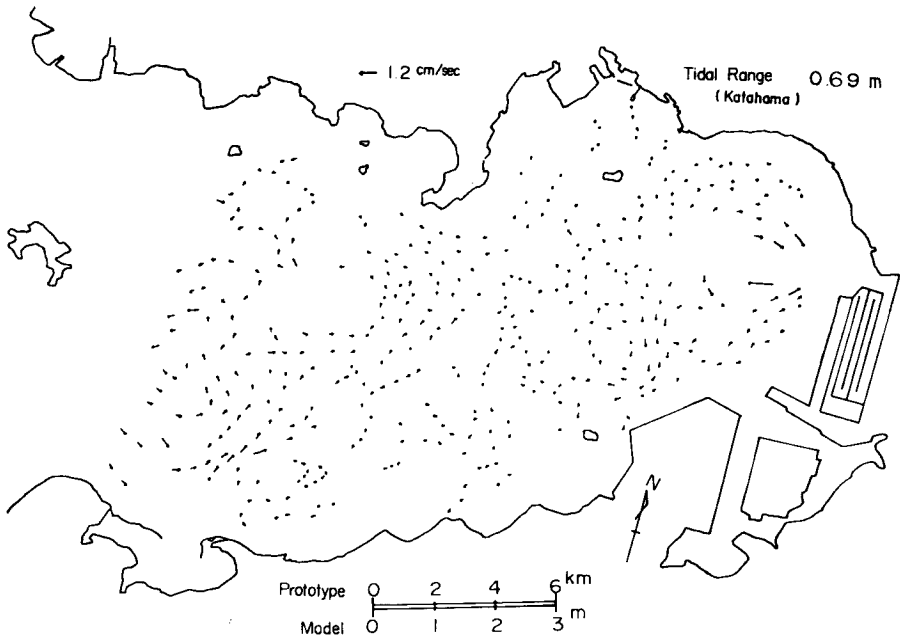 ← 1.2 cm/sec
Tidal Range 0.69 m
(Katahama)
N
Prototype 0 2 4 6 km
Model 0 1 2 3 m